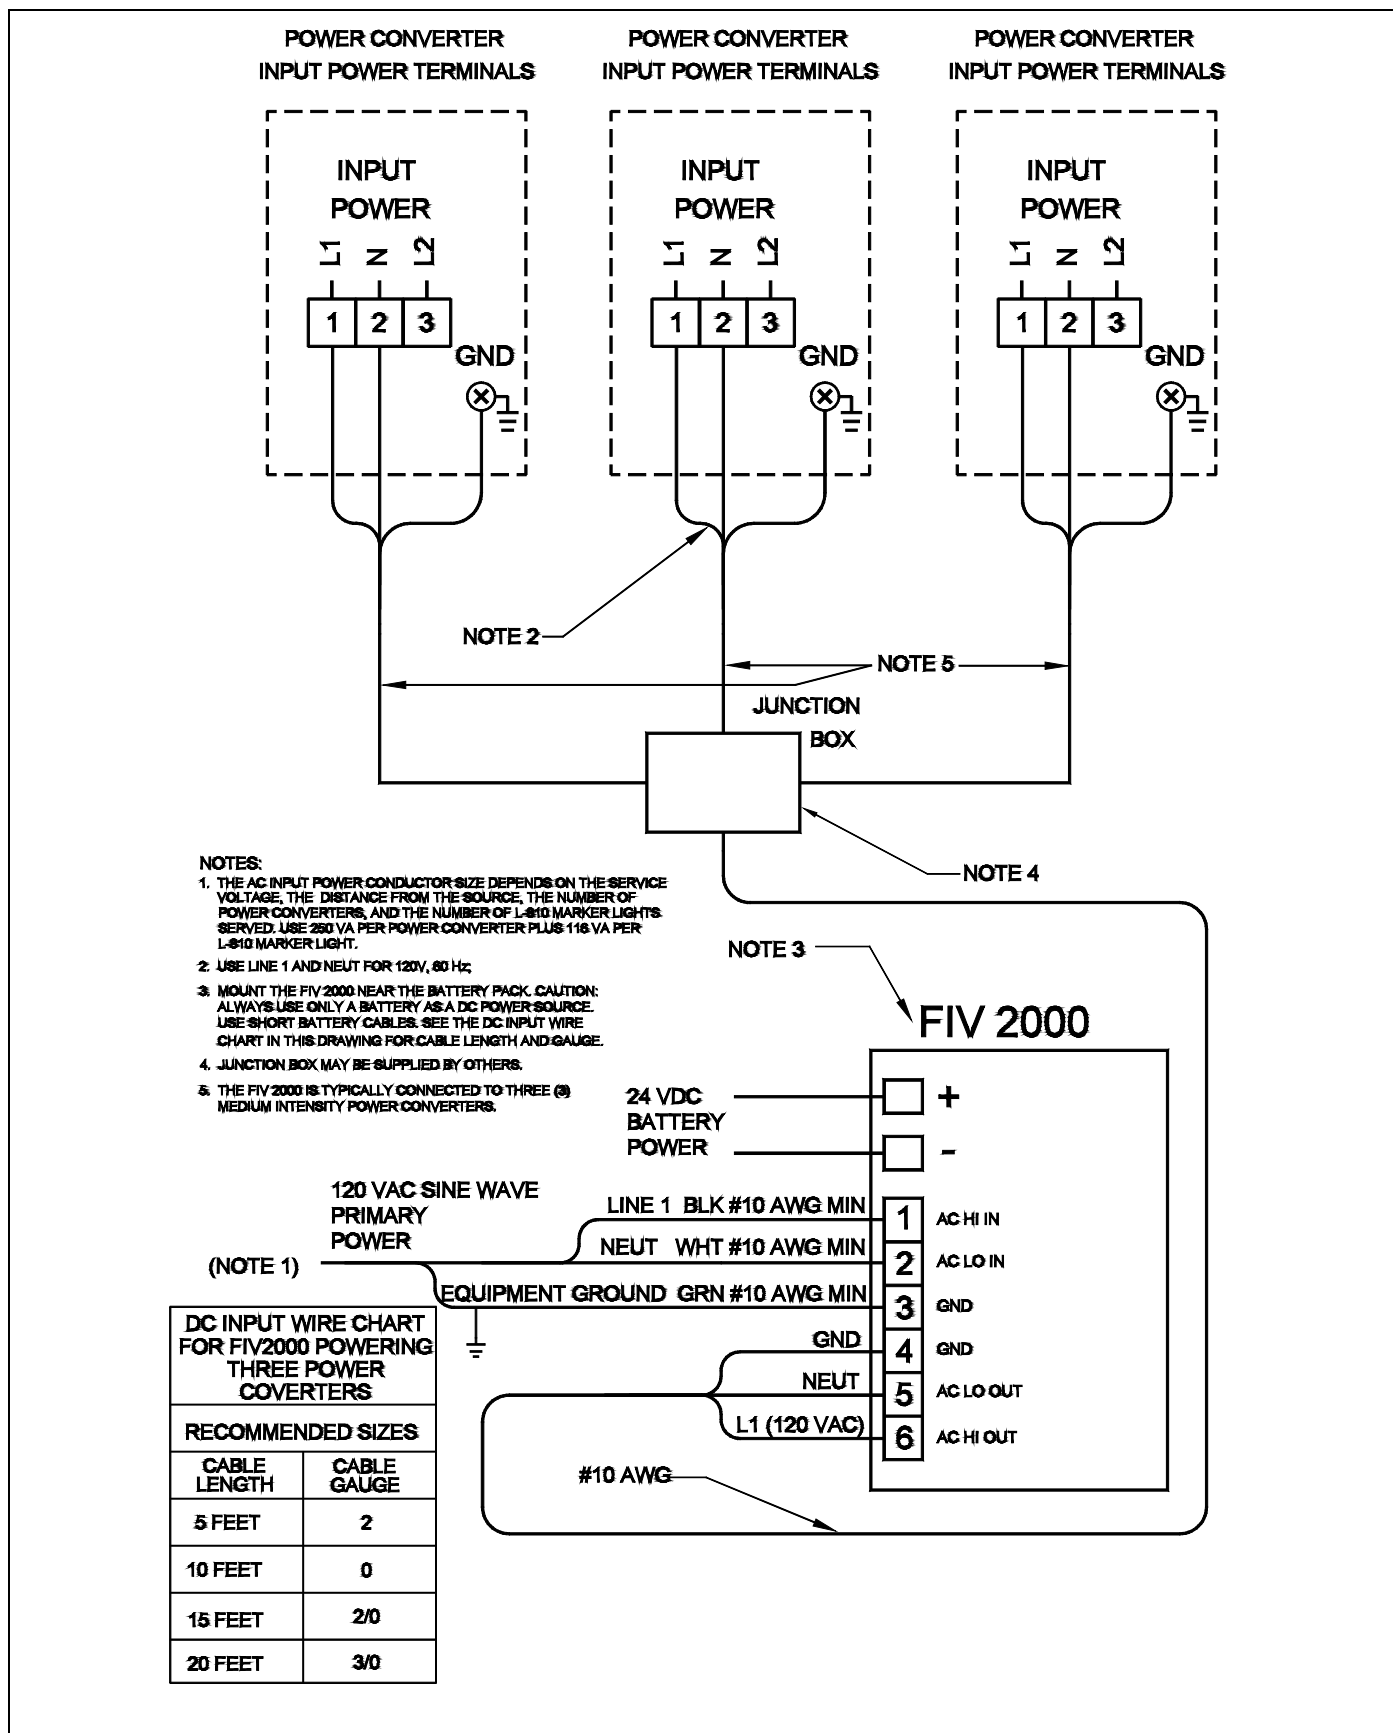 POWER CONVERTER
INPUT POWER TERMINALS
POWER CONVERTER
INPUT POWER TERMINALS
POWER CONVERTER
INPUT POWER TERMINALS
INPUT
POWER
L1 N L2
1 2 3
GND
INPUT
POWER
L1 N L2
1 2 3
GND
INPUT
POWER
L1 N L2
1 2 3
GND
NOTE 2
NOTE 5
JUNCTION
BOX
NOTE 4
NOTES:
1. THE AC INPUT POWER CONDUCTOR SIZE DEPENDS ON THE SERVICE
VOLTAGE, THE DISTANCE FROM THE SOURCE, THE NUMBER OF
POWER CONVERTERS, AND THE NUMBER OF L-810 MARKER LIGHTS
SERVED. USE 250 VA PER POWER CONVERTER PLUS 116 VA PER
L-810 MARKER LIGHT.
2. USE LINE 1 AND NEUT FOR 120V, 60 Hz;
3. MOUNT THE FIV 2000 NEAR THE BATTERY PACK. CAUTION:
ALWAYS USE ONLY A BATTERY AS A DC POWER SOURCE.
USE SHORT BATTERY CABLES. SEE THE DC INPUT WIRE
CHART IN THIS DRAWING FOR CABLE LENGTH AND GAUGE.
4. JUNCTION BOX MAY BE SUPPLIED BY OTHERS.
5. THE FIV 2000 IS TYPICALLY CONNECTED TO THREE (3)
MEDIUM INTENSITY POWER CONVERTERS.
NOTE 3
FIV 2000
24 VDC
BATTERY
POWER
+
-
120 VAC SINE WAVE
PRIMARY
POWER
(NOTE 1)
LINE 1 BLK #10 AWG MIN
1 AC HI IN
NEUT WHT #10 AWG MIN
2 AC LO IN
EQUIPMENT GROUND GRN #10 AWG MIN
3 GND
GND
4 GND
NEUT
5 AC LO OUT
L1 (120 VAC)
6 AC HI OUT
#10 AWG
DC INPUT WIRE CHART
FOR FIV2000 POWERING
THREE POWER
COVERTERS
RECOMMENDED SIZES
CABLE LENGTH
CABLE GAUGE
5 FEET 2
10 FEET 0
15 FEET 2/0
20 FEET 3/0